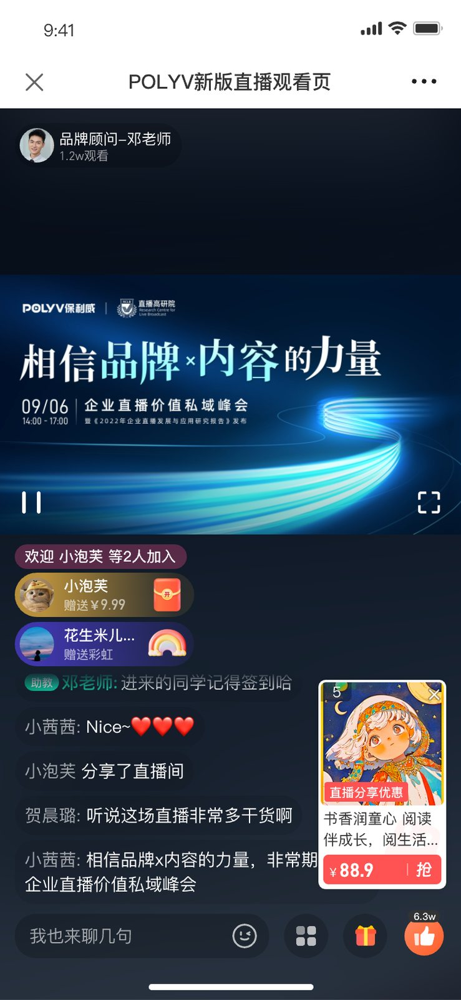 9:41
POLYV新版直播观看页
品牌顾问-邓老师
1.2w观看
POLYV保利威
RCLB
直播高研院
Research Centre for
Live Broadcast
相信品牌×内容的力量
09/06
14:00 - 17:00
企业直播价值私域峰会
暨《2022年企业直播发展与应用研究报告》发布
欢迎 小泡芙 等2人加入
小泡芙
赠送¥9.99
开
花生米儿...
赠送彩虹
助教 邓老师: 进来的同学记得签到哈
小茜茜: Nice~❤️❤️❤️
小泡芙 分享了直播间
贺晨璐: 听说这场直播非常多干货啊
小茜茜: 相信品牌x内容的力量，非常期
企业直播价值私域峰会
5
直播分享优惠
书香润童心 阅读
伴成长，阅生活...
¥88.9 抢
我也来聊几句
6.3w